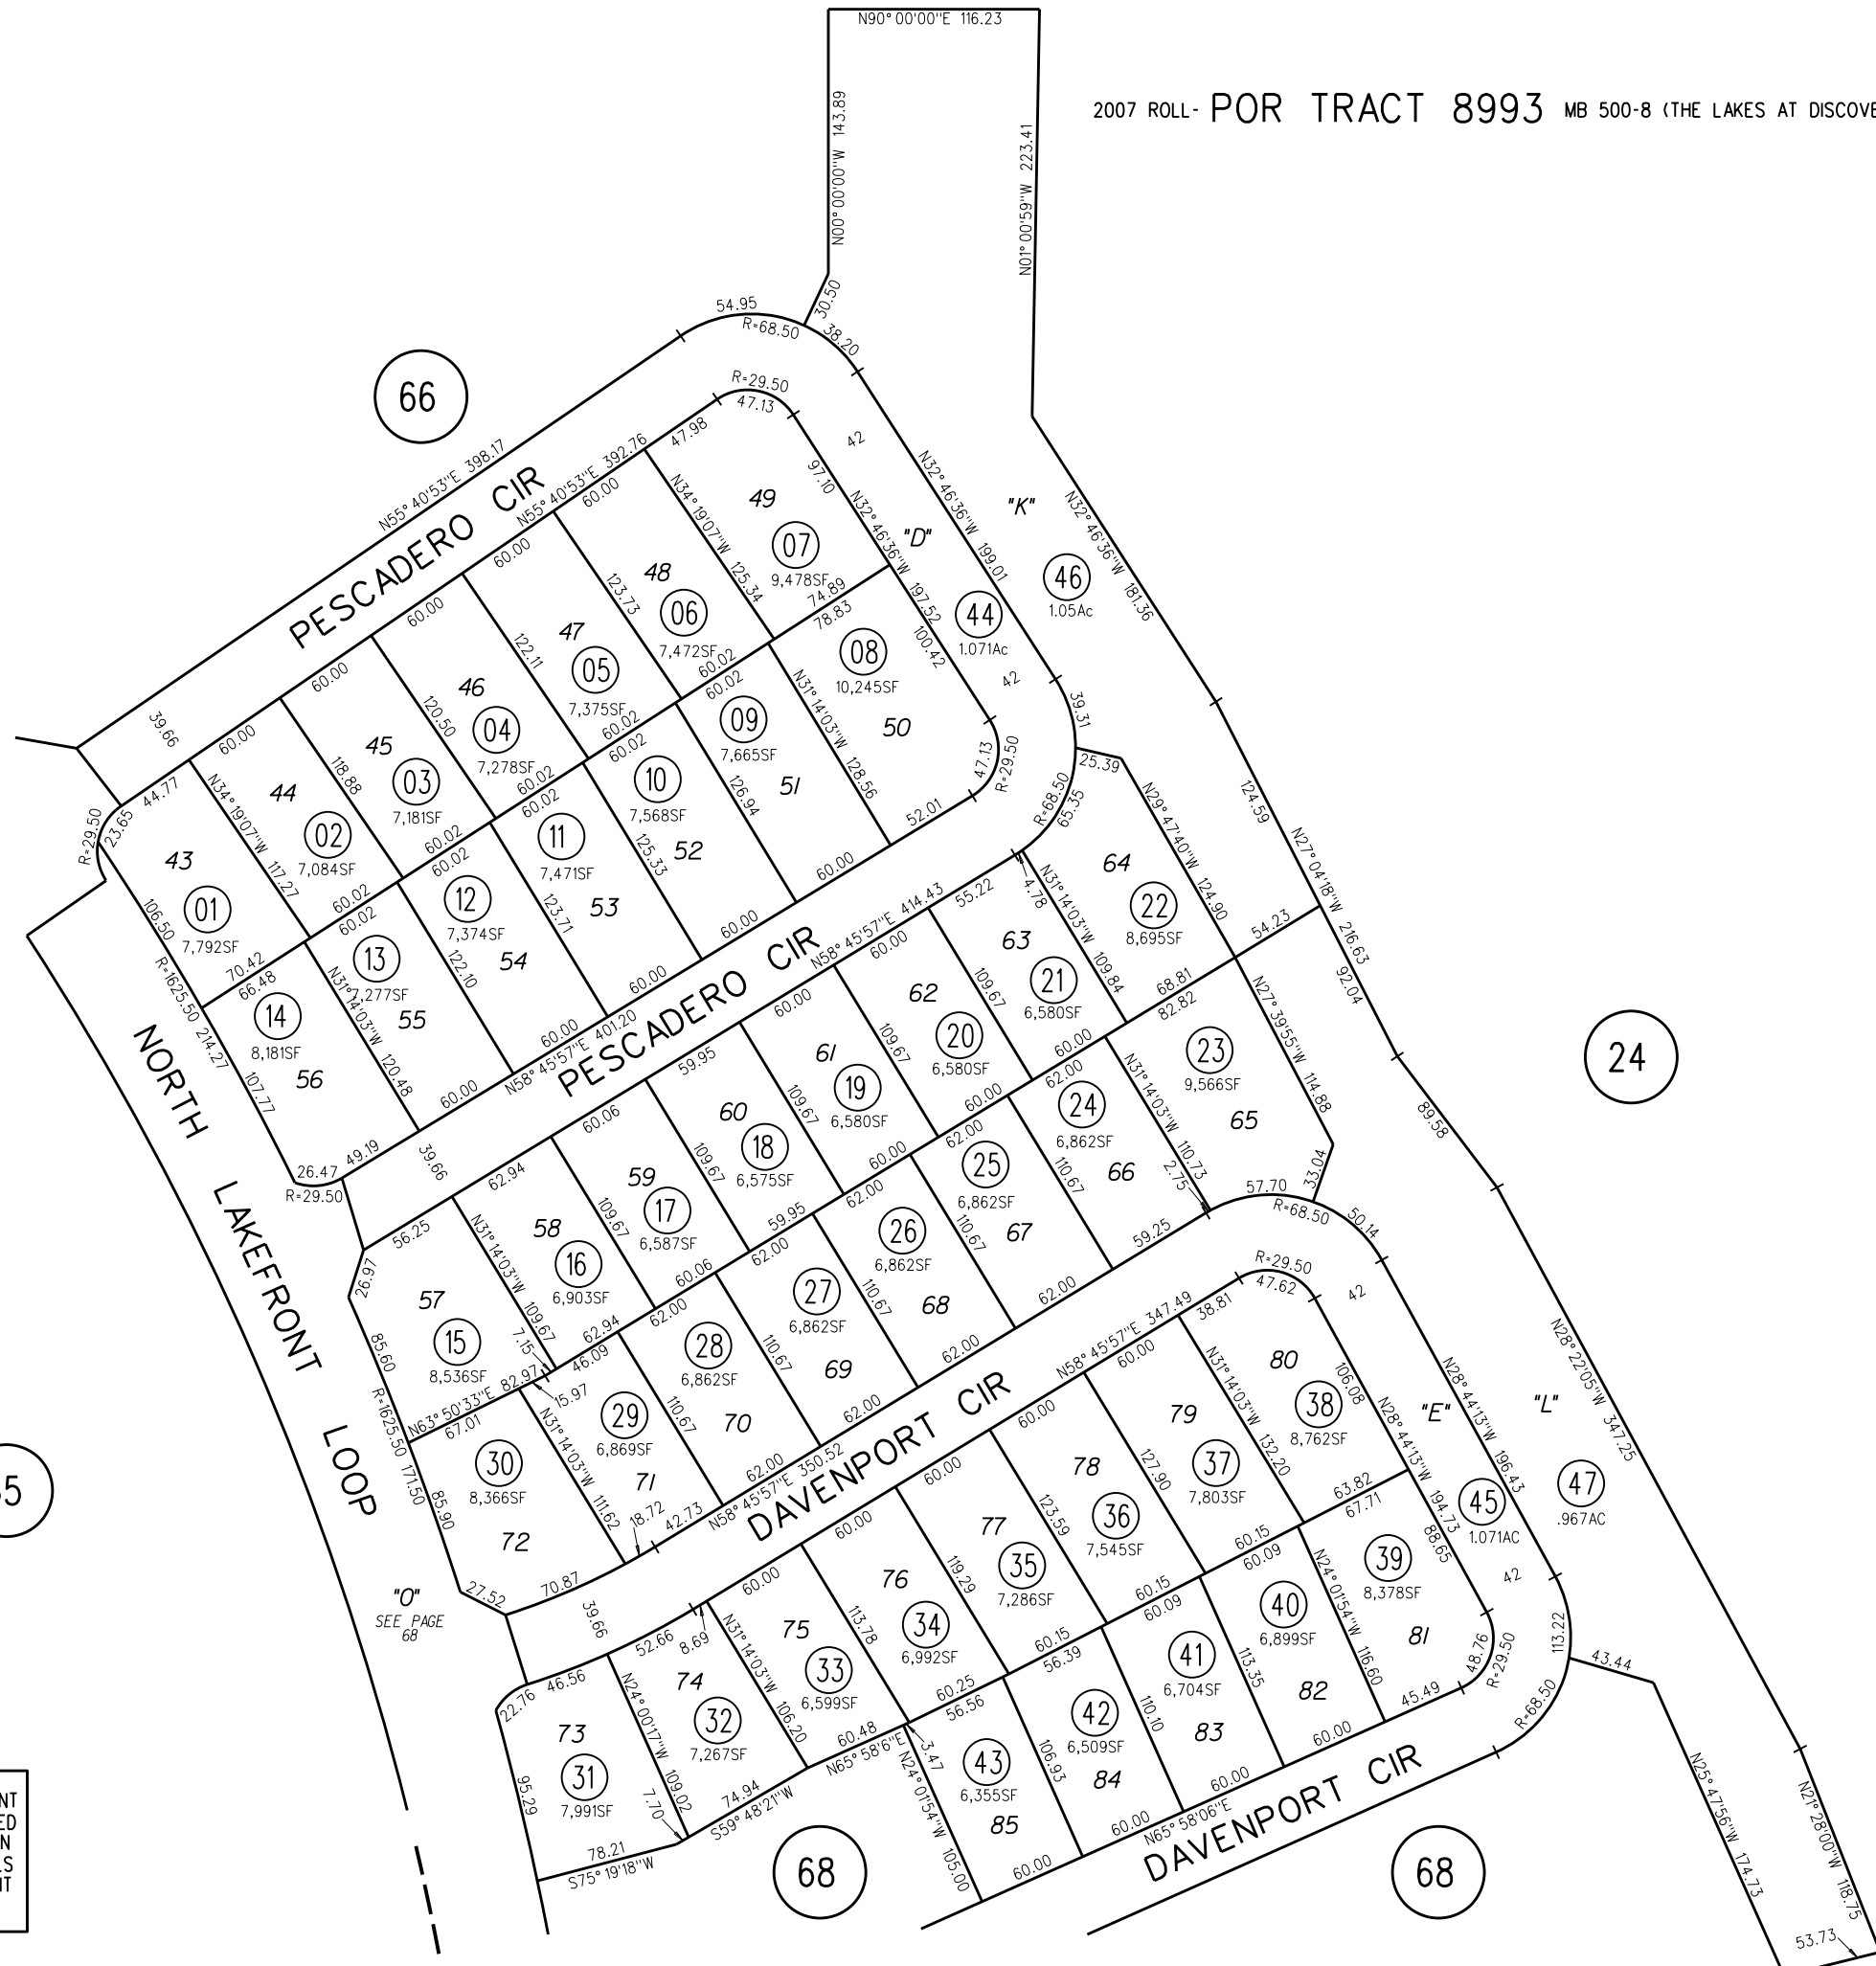 N90°00'00"E 116.23
2007 ROLL- POR TRACT 8993 MB 500-8 (THE LAKES AT DISCOVE
N00°00'00"W 143.89
N01°00'59"W 223.41
30.50
54.95
R=68.50
38.20
66
R=29.50
47.13
42
N55°40'53"E 398.17
PESCADERO CIR
N55°40'53"E 392.76
47.98
97.10
N32°46'36"W 197.52
"D"
N32°46'36"W 199.01
"K"
N32°46'36"W 181.36
46
1.05Ac
44
1.071Ac
42
39.66
60.00
60.00
60.00
60.00
60.00
N34°19'07"W 125.34
49
07
9,478SF
74.89
48
06
7,472SF
60.02
123.73
47
05
7,375SF
60.02
122.11
46
04
7,278SF
60.02
120.50
45
03
7,181SF
60.02
118.88
44
02
7,084SF
60.02
N34°19'07"W 117.27
44.77
23.65
R=29.50
43
01
7,792SF
70.42
106.50
R=1625.50 214.27
107.77
78.83
08
10,245SF
50
100.42
47.13
R=29.50
52.01
N31°14'03"W 128.56
60.02
09
7,665SF
51
60.00
126.94
60.02
10
7,568SF
52
60.00
125.33
60.02
11
7,471SF
53
60.00
123.71
60.02
12
7,374SF
54
60.00
122.10
60.02
13
7,277SF
55
60.00
N31°14'03"W 120.48
66.48
14
8,181SF
56
49.19
26.47
R=29.50
N58°45'57"E 401.20
PESCADERO CIR
N58°45'57"E 414.43
39.66
39.31
25.39
R=68.50
65.35
124.59
N27°04'18"W 216.63
92.04
N29°47'40"W 124.90
54.23
64
22
8,695SF
68.81
4.78
N31°14'03"W 109.84
55.22
63
21
6,580SF
60.00
109.67
60.00
62
20
6,580SF
60.00
109.67
60.00
61
19
6,580SF
60.00
109.67
59.95
60
18
6,575SF
59.95
109.67
60.06
59
17
6,587SF
60.06
109.67
62.94
58
16
6,903SF
62.94
N31°14'03"W 109.67
7.15
56.25
26.97
57
15
8,536SF
85.60
R=1625.50 171.50
85.90
N63°50'33"E 82.97
67.01
15.97
24
89.58
82.82
N27°39'55"W 114.88
23
9,566SF
65
33.04
57.70
R=68.50
50.14
N31°14'03"W 110.73
2.75
62.00
24
6,862SF
66
59.25
110.67
62.00
25
6,862SF
67
62.00
110.67
62.00
26
6,862SF
68
62.00
110.67
62.00
27
6,862SF
69
62.00
110.67
62.00
28
6,862SF
70
62.00
110.67
46.09
29
6,869SF
71
42.73
18.72
N31°14'03"W 111.62
30
8,366SF
72
70.87
27.52
NORTH LAKEFRONT LOOP
"O"
SEE PAGE
68
N58°45'57"E 350.52
DAVENPORT CIR
N58°45'57"E 347.49
39.66
R=29.50
47.62
42
38.81
80
38
8,762SF
106.08
N28°44'13"W 194.73
88.65
"E"
N28°44'13"W 196.43
"L"
N28°22'05"W 347.25
45
1.071AC
47
.967AC
42
63.82
N31°14'03"W 132.20
60.00
79
37
7,803SF
60.15
127.90
60.00
78
36
7,545SF
60.15
123.59
60.00
77
35
7,286SF
60.15
119.29
60.00
76
34
6,992SF
60.25
113.78
60.00
75
33
6,599SF
60.48
N31°14'03"W 106.20
8.69
52.66
74
32
7,267SF
74.94
S59°48'21"W
N24°00'17"W 109.02
7.70
46.56
22.76
73
31
7,991SF
95.29
78.21
S75°19'18"W
67.71
39
8,378SF
81
48.76
R=29.50
45.49
N24°01'54"W 116.60
60.09
40
6,899SF
82
60.00
113.35
60.09
41
6,704SF
83
60.00
110.10
56.39
42
6,509SF
84
60.00
106.93
56.56
43
6,355SF
85
60.00
3.47
N65°58'6"E
N24°01'54"W 105.00
N65°58'06"E
DAVENPORT CIR
113.22
R=68.50
43.44
N25°47'56"W 174.73
N21°28'00"W 118.75
53.73
68
68
5
NT
ED
N
LS
IT